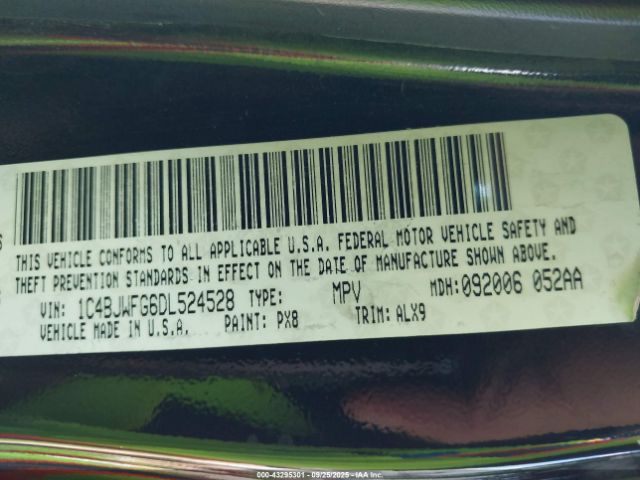 THIS VEHICLE CONFORMS TO ALL APPLICABLE U.S.A. FEDERAL MOTOR VEHICLE SAFETY AND
THEFT PREVENTION STANDARDS IN EFFECT ON THE DATE OF MANUFACTURE SHOWN ABOVE.
VIN: 1C4BJWFG6DL524528 TYPE: MPV MDH: 092006 052AA
VEHICLE MADE IN U.S.A. PAINT: PX8 TRIM: ALX9
000-43295301 - 09/25/2025 - IAA Inc.